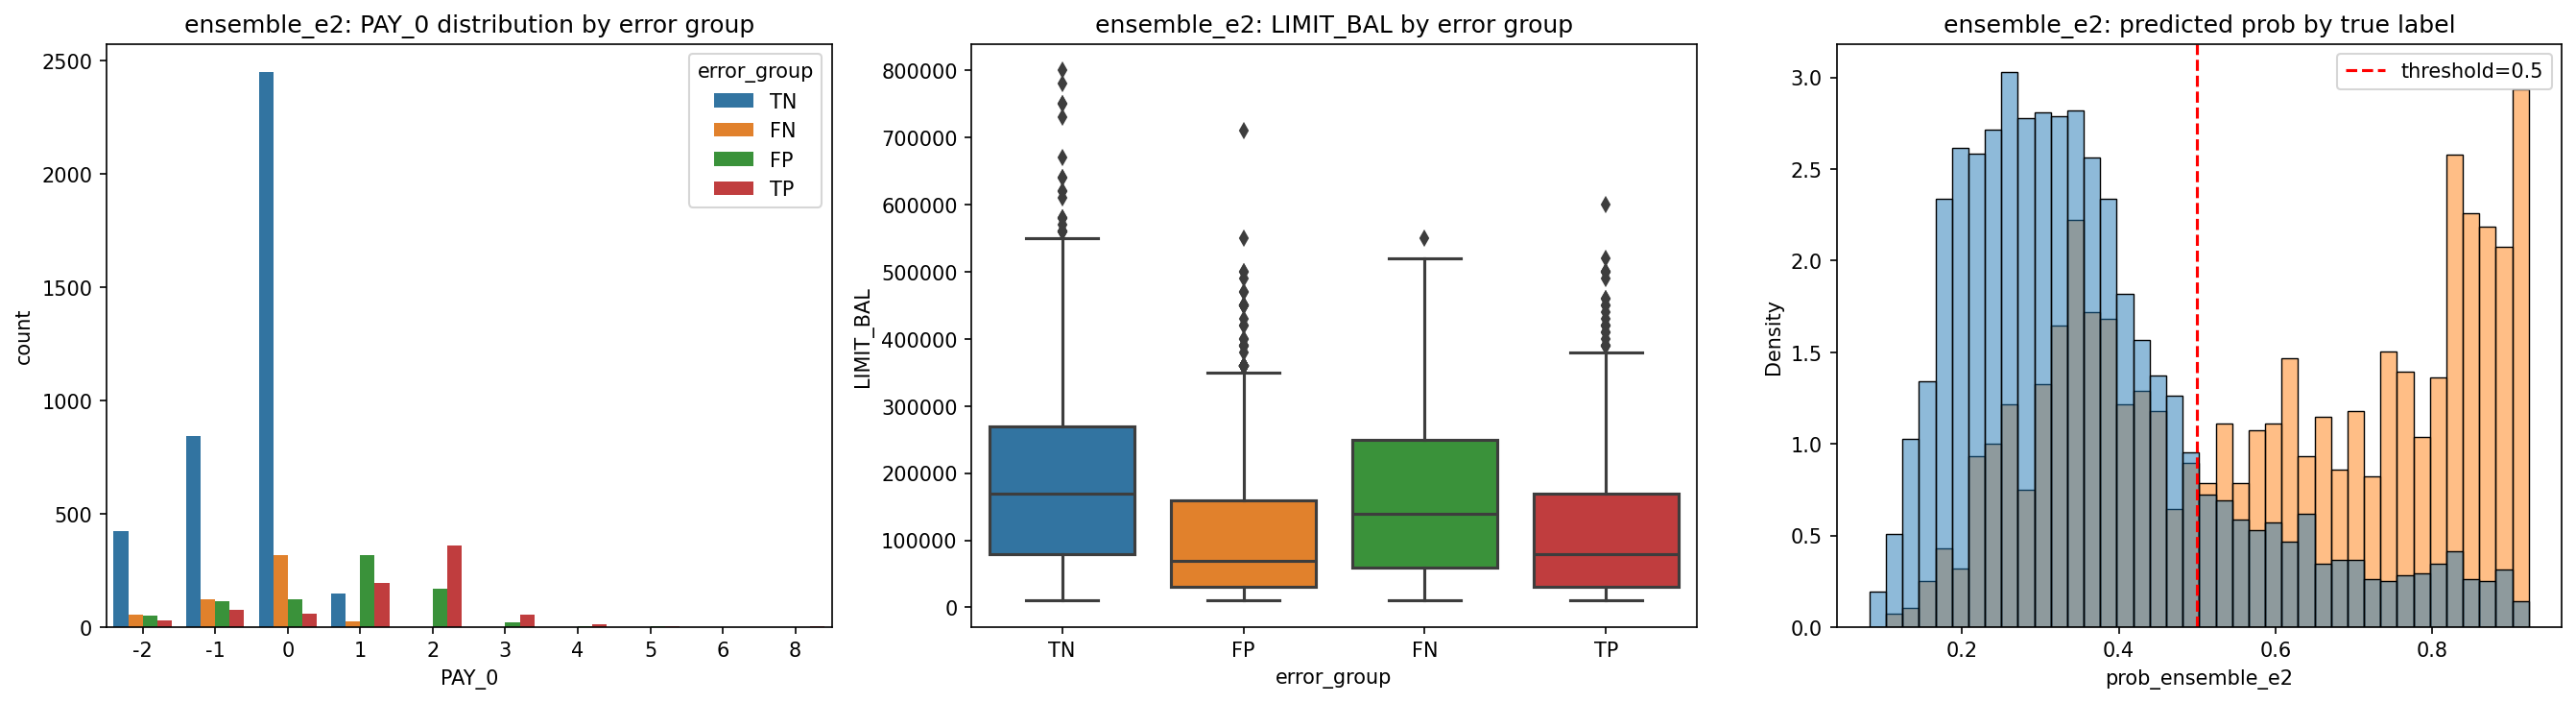 ensemble_e2: PAY_0 distribution by error group
2500
2000
1500
1000
500
0
count
error_group
TN
FN
FP
TP
-2 -1 0 1 2 3 4 5 6 8
PAY_0
ensemble_e2: LIMIT_BAL by error group
800000
700000
600000
500000
400000
300000
200000
100000
0
LIMIT_BAL
TN FP FN TP
error_group
ensemble_e2: predicted prob by true label
threshold=0.5
3.0
2.5
2.0
1.5
1.0
0.5
0.0
Density
0.2 0.4 0.6 0.8
prob_ensemble_e2